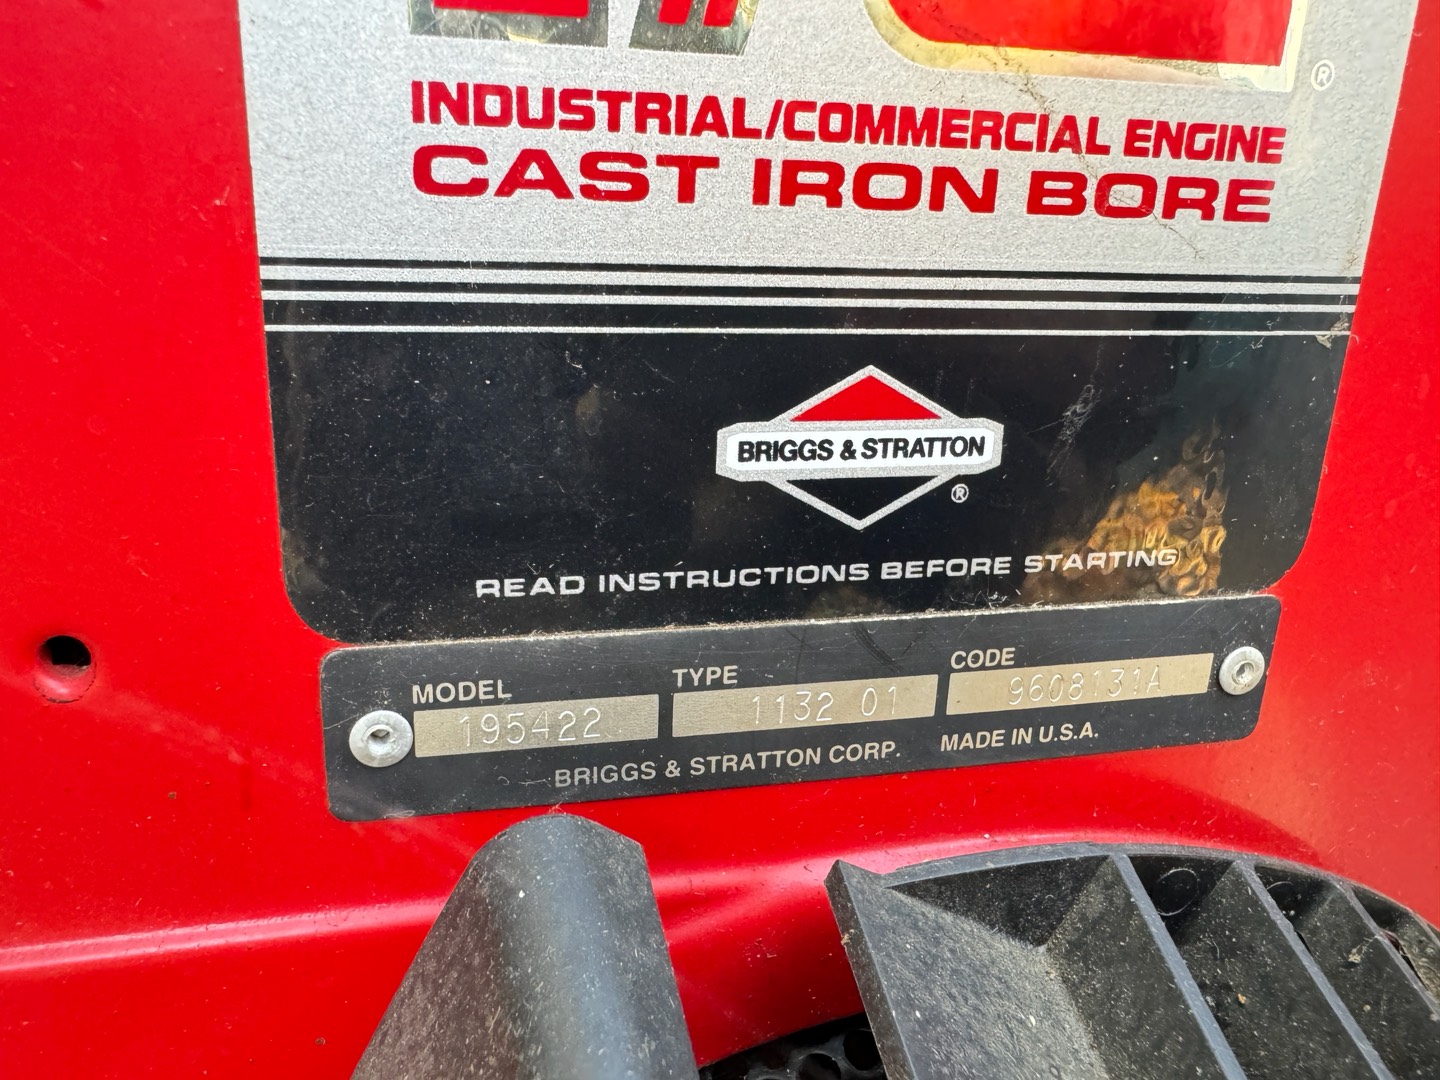 ®
INDUSTRIAL/COMMERCIAL ENGINE
CAST IRON BORE
BRIGGS & STRATTON
®
READ INSTRUCTIONS BEFORE STARTING
MODEL TYPE CODE
195422 1132 01 9608131A
BRIGGS & STRATTON CORP. MADE IN U.S.A.